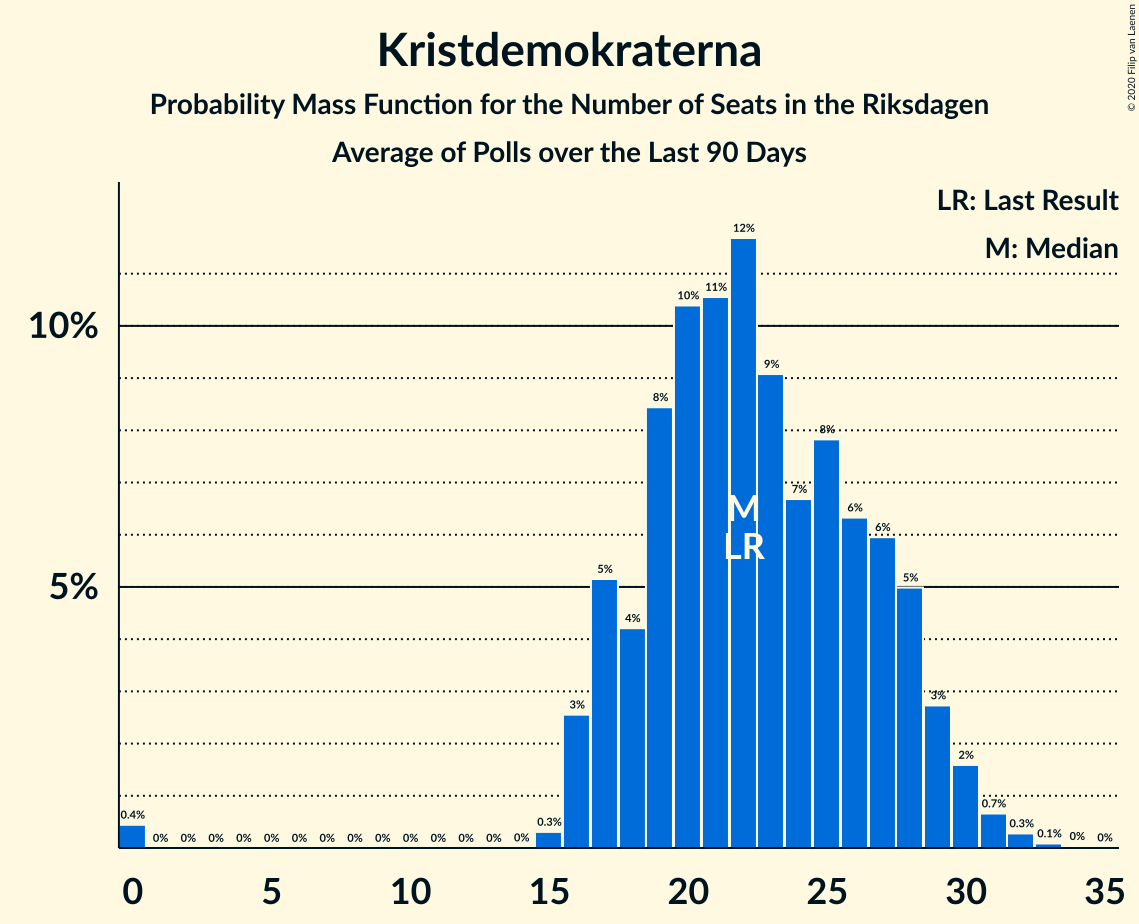 © 2020 Filip van Laenen
Kristdemokraterna
Probability Mass Function for the Number of Seats in the Riksdagen
Average of Polls over the Last 90 Days
LR: Last Result
M: Median
10%
5%
0.4% 0% 0% 0% 0% 0% 0% 0% 0% 0% 0% 0% 0% 0% 0% 0.3% 3% 5% 4% 8% 10% 11% 12% 9% 7% 8% 6% 6% 5% 3% 2% 0.7% 0.3% 0.1% 0% 0%
M
LR
0 5 10 15 20 25 30 35